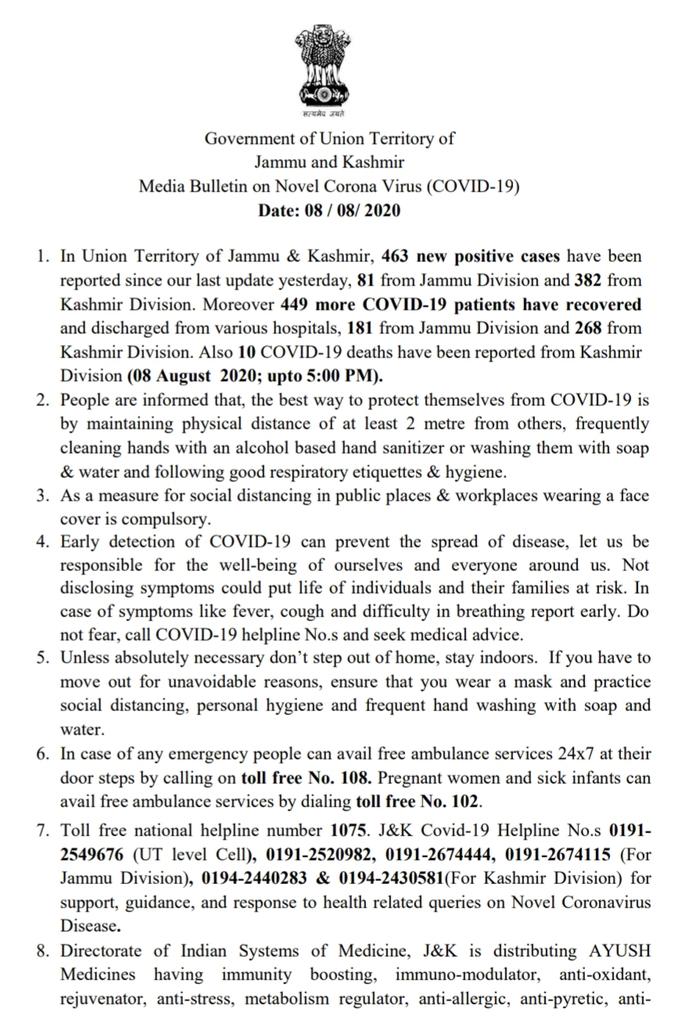 सत्यमेव जयते
Government of Union Territory of
Jammu and Kashmir
Media Bulletin on Novel Corona Virus (COVID-19)
Date: 08 / 08/ 2020
1. In Union Territory of Jammu & Kashmir, 463 new positive cases have been
reported since our last update yesterday, 81 from Jammu Division and 382 from
Kashmir Division. Moreover 449 more COVID-19 patients have recovered
and discharged from various hospitals, 181 from Jammu Division and 268 from
Kashmir Division. Also 10 COVID-19 deaths have been reported from Kashmir
Division (08 August 2020; upto 5:00 PM).
2. People are informed that, the best way to protect themselves from COVID-19 is
by maintaining physical distance of at least 2 metre from others, frequently
cleaning hands with an alcohol based hand sanitizer or washing them with soap
& water and following good respiratory etiquettes & hygiene.
3. As a measure for social distancing in public places & workplaces wearing a face
cover is compulsory.
4. Early detection of COVID-19 can prevent the spread of disease, let us be
responsible for the well-being of ourselves and everyone around us. Not
disclosing symptoms could put life of individuals and their families at risk. In
case of symptoms like fever, cough and difficulty in breathing report early. Do
not fear, call COVID-19 helpline No.s and seek medical advice.
5. Unless absolutely necessary don’t step out of home, stay indoors. If you have to
move out for unavoidable reasons, ensure that you wear a mask and practice
social distancing, personal hygiene and frequent hand washing with soap and
water.
6. In case of any emergency people can avail free ambulance services 24x7 at their
door steps by calling on toll free No. 108. Pregnant women and sick infants can
avail free ambulance services by dialing toll free No. 102.
7. Toll free national helpline number 1075. J&K Covid-19 Helpline No.s 0191-
2549676 (UT level Cell), 0191-2520982, 0191-2674444, 0191-2674115 (For
Jammu Division), 0194-2440283 & 0194-2430581(For Kashmir Division) for
support, guidance, and response to health related queries on Novel Coronavirus
Disease.
8. Directorate of Indian Systems of Medicine, J&K is distributing AYUSH
Medicines having immunity boosting, immuno-modulator, anti-oxidant,
rejuvenator, anti-stress, metabolism regulator, anti-allergic, anti-pyretic, anti-